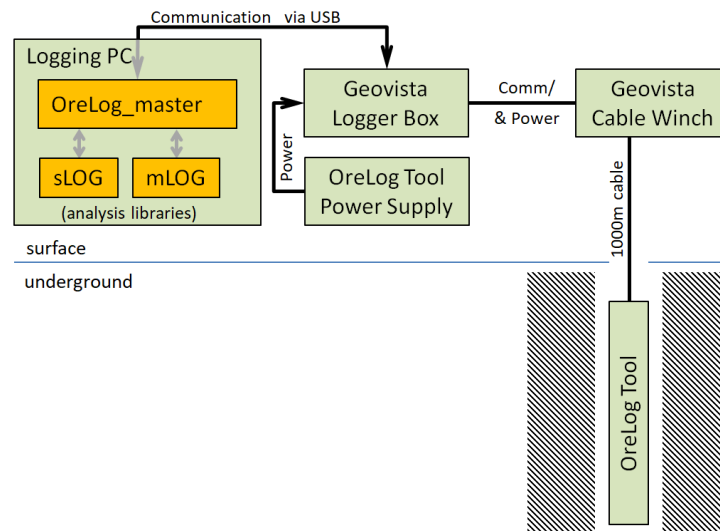 Communication via USB
Logging PC
OreLog_master
sLOG
mLOG
(analysis libraries)
Geovista
Logger Box
Comm/
& Power
Geovista
Cable Winch
Power
OreLog Tool
Power Supply
1000m cable
surface
underground
OreLog Tool